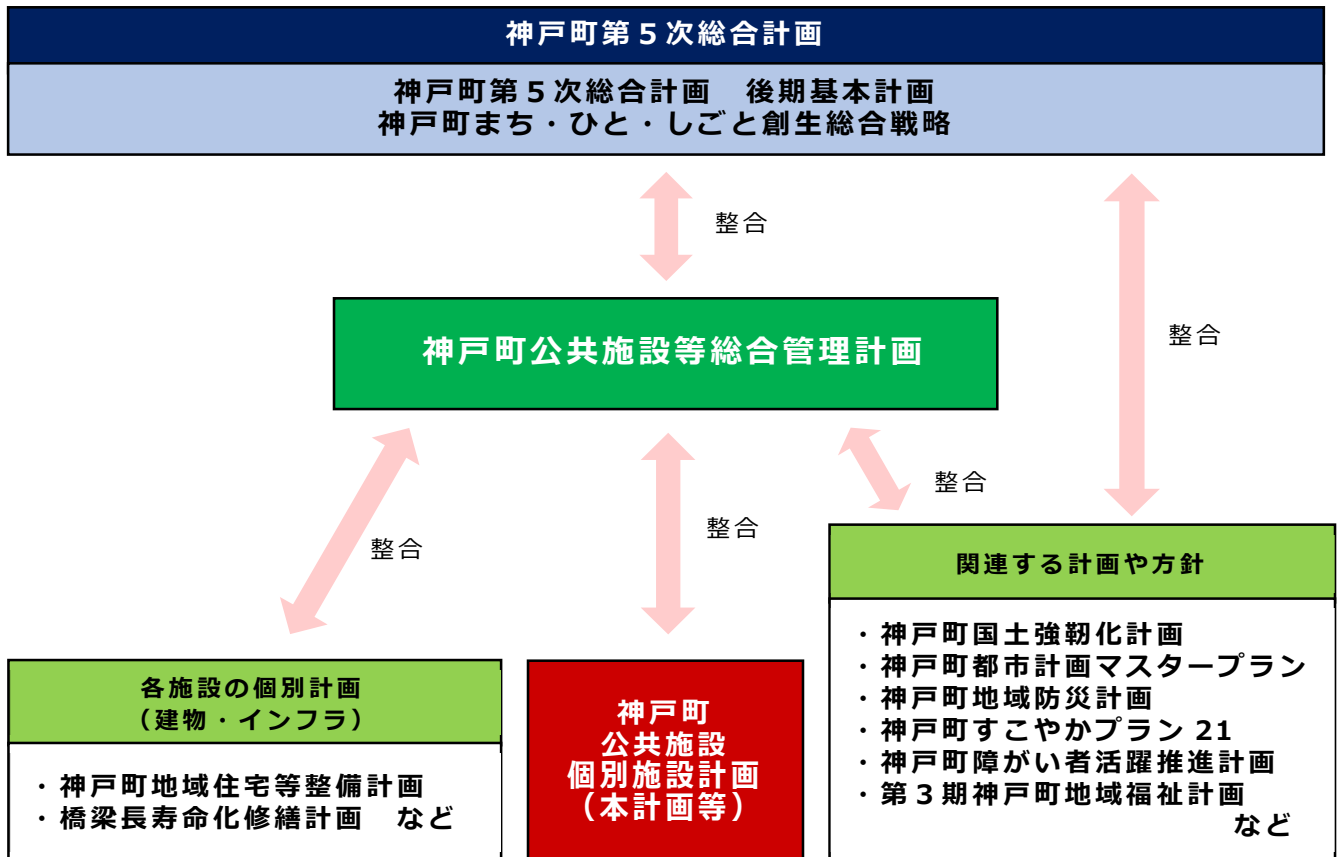 神戸町第５次総合計画
神戸町第５次総合計画　後期基本計画
神戸町まち・ひと・しごと創生総合戦略
整合
整合
神戸町公共施設等総合管理計画
整合
整合
整合
関連する計画や方針
・神戸町国土強靭化計画
・神戸町都市計画マスタープラン
・神戸町地域防災計画
・神戸町すこやかプラン 21
・神戸町障がい者活躍推進計画
・第３期神戸町地域福祉計画
など
各施設の個別計画
（建物・インフラ）
・神戸町地域住宅等整備計画
・橋梁長寿命化修繕計画　など
神戸町
公共施設
個別施設計画
（本計画等）